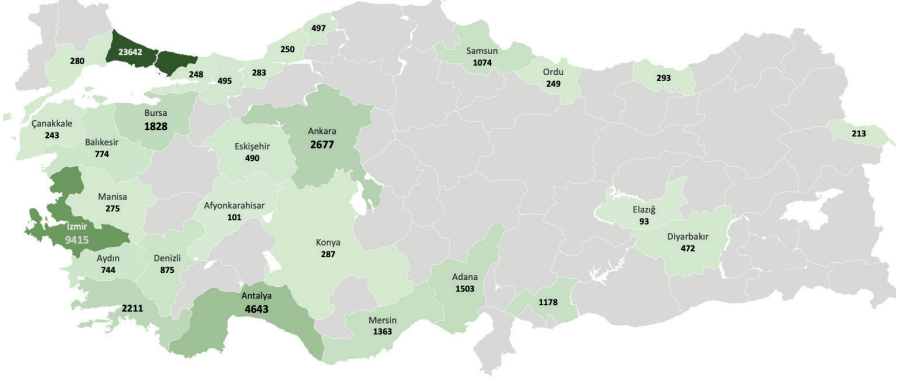 497
23642
250
280
Samsun
1074
248
283
495
Ordu
249
293
Bursa
1828
Çanakkale
243
Ankara
2677
213
Balıkesir
774
Eskişehir
490
Manisa
275
Afyonkarahisar
101
Elazığ
93
İzmir
9415
Diyarbakır
472
Konya
287
Aydın
744
Denizli
875
Adana
1503
Antalya
4643
2211
1178
Mersin
1363